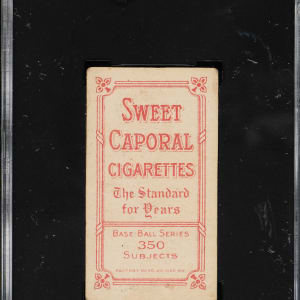 SWEET
CAPORAL
CIGARETTES
The Standard
for Years
BASE BALL SERIES
350
SUBJECTS